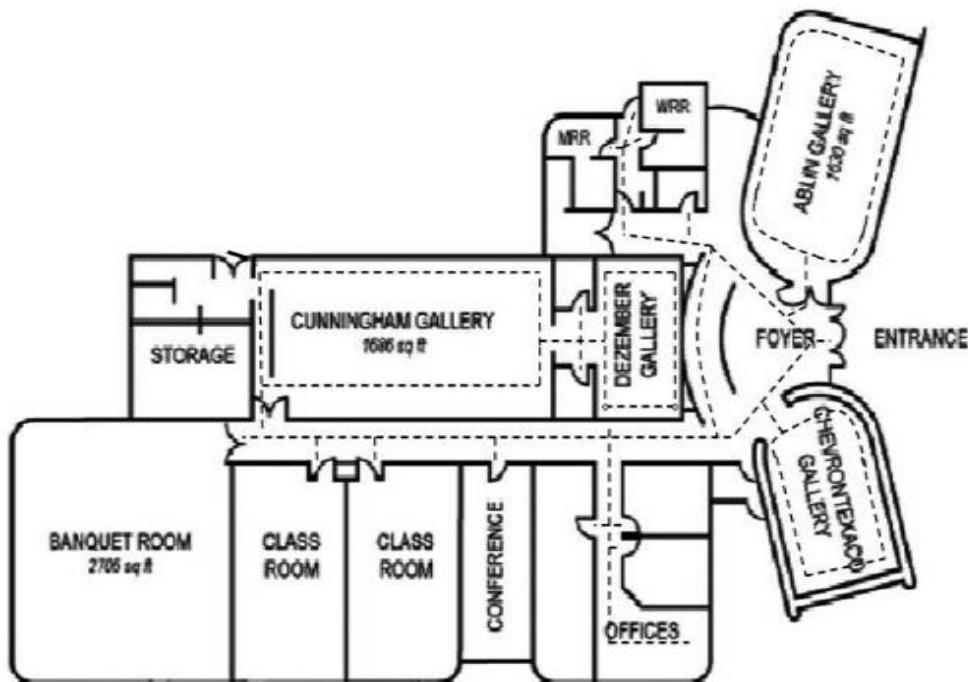 WRR
MRR
ABLIN GALLERY
1630 sq ft
CUNNINGHAM GALLERY
1686 sq ft
DEZEMBER
GALLERY
STORAGE
FOYER
ENTRANCE
CHEVRONTEXACO
GALLERY
BANQUET ROOM
2706 sq ft
CLASS
ROOM
CLASS
ROOM
CONFERENCE
OFFICES